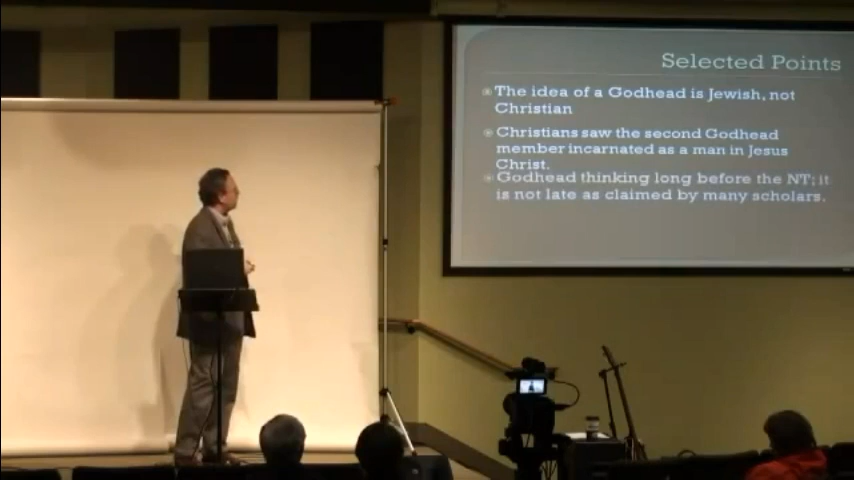 Selected Points
The idea of a Godhead is Jewish, not
Christian
Christians saw the second Godhead
member incarnated as a man in Jesus
Christ.
Godhead thinking long before the NT; it
is not late as claimed by many scholars.